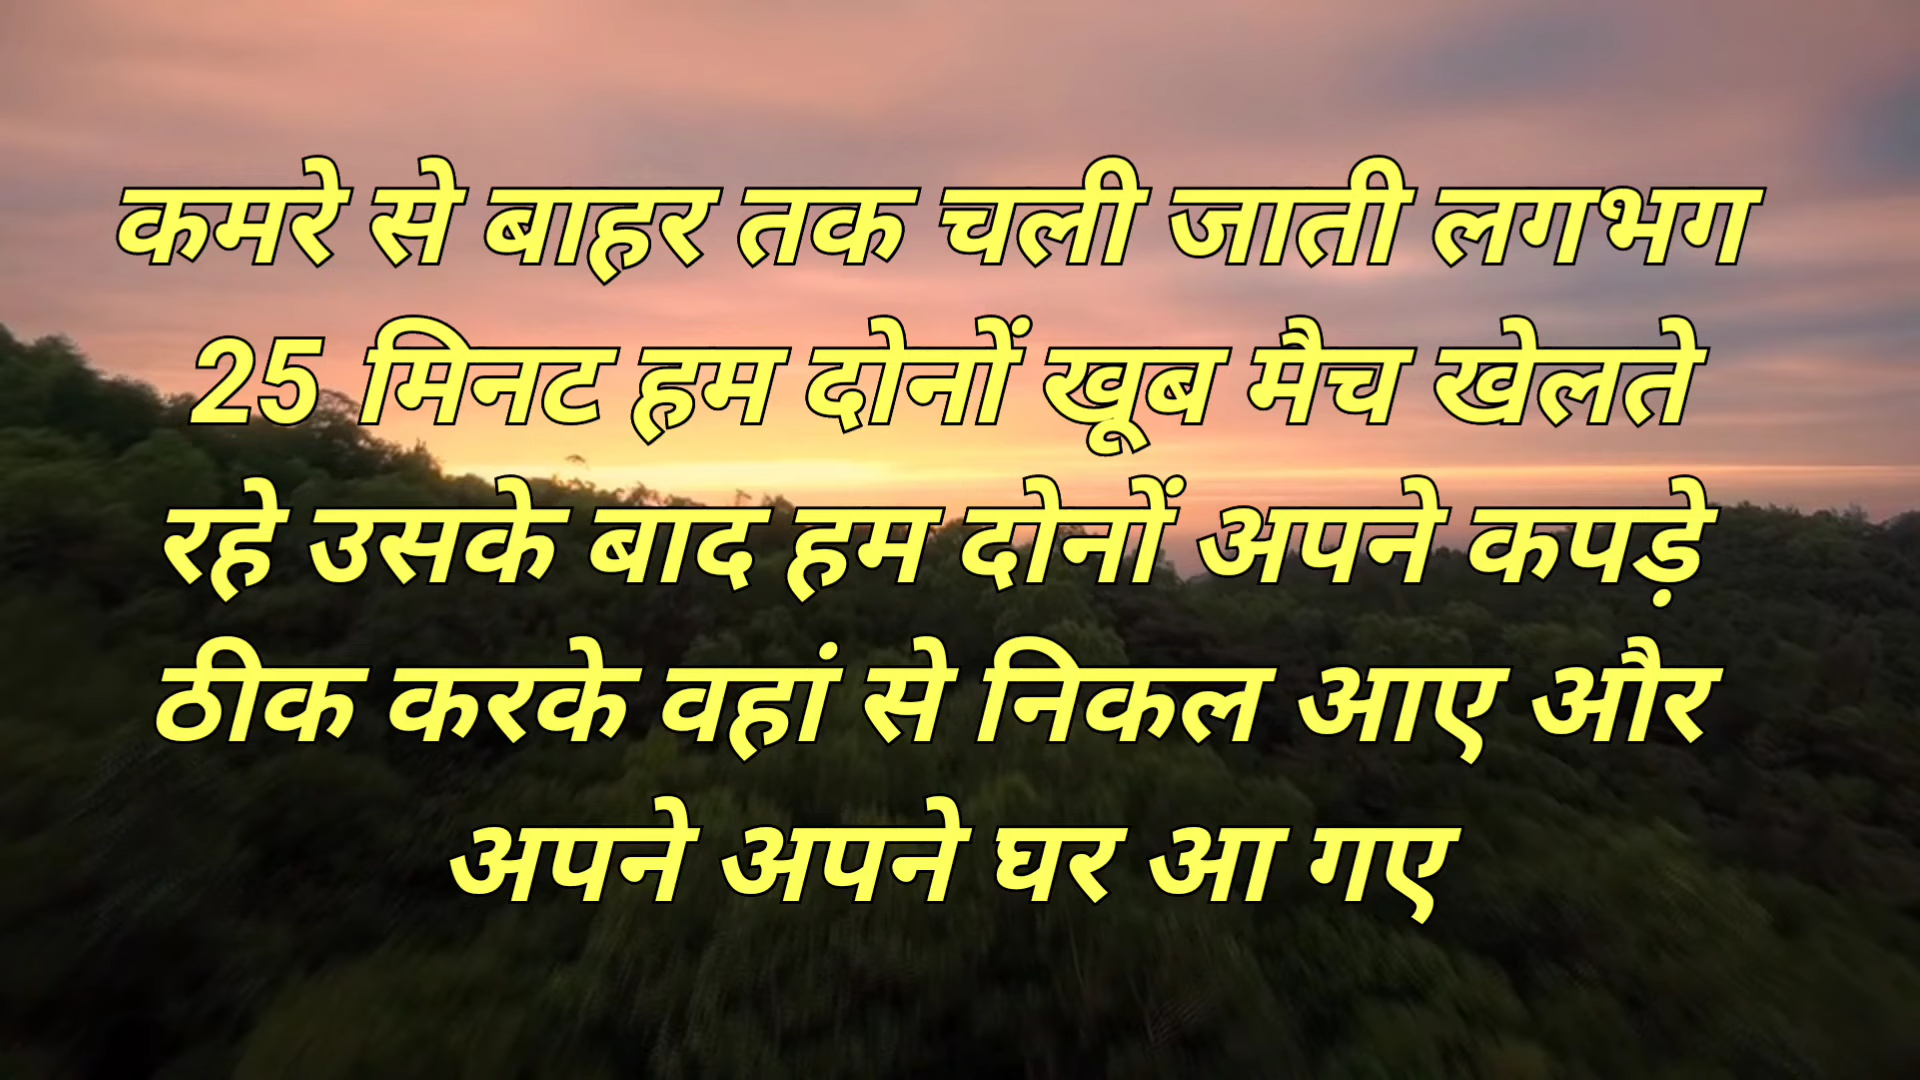 कमरे से बाहर तक चली जाती लगभग
25 मिनट हम दोनों खूब मैच खेलते
रहे उसके बाद हम दोनों अपने कपड़े
ठीक करके वहां से निकल आए और
अपने अपने घर आ गए